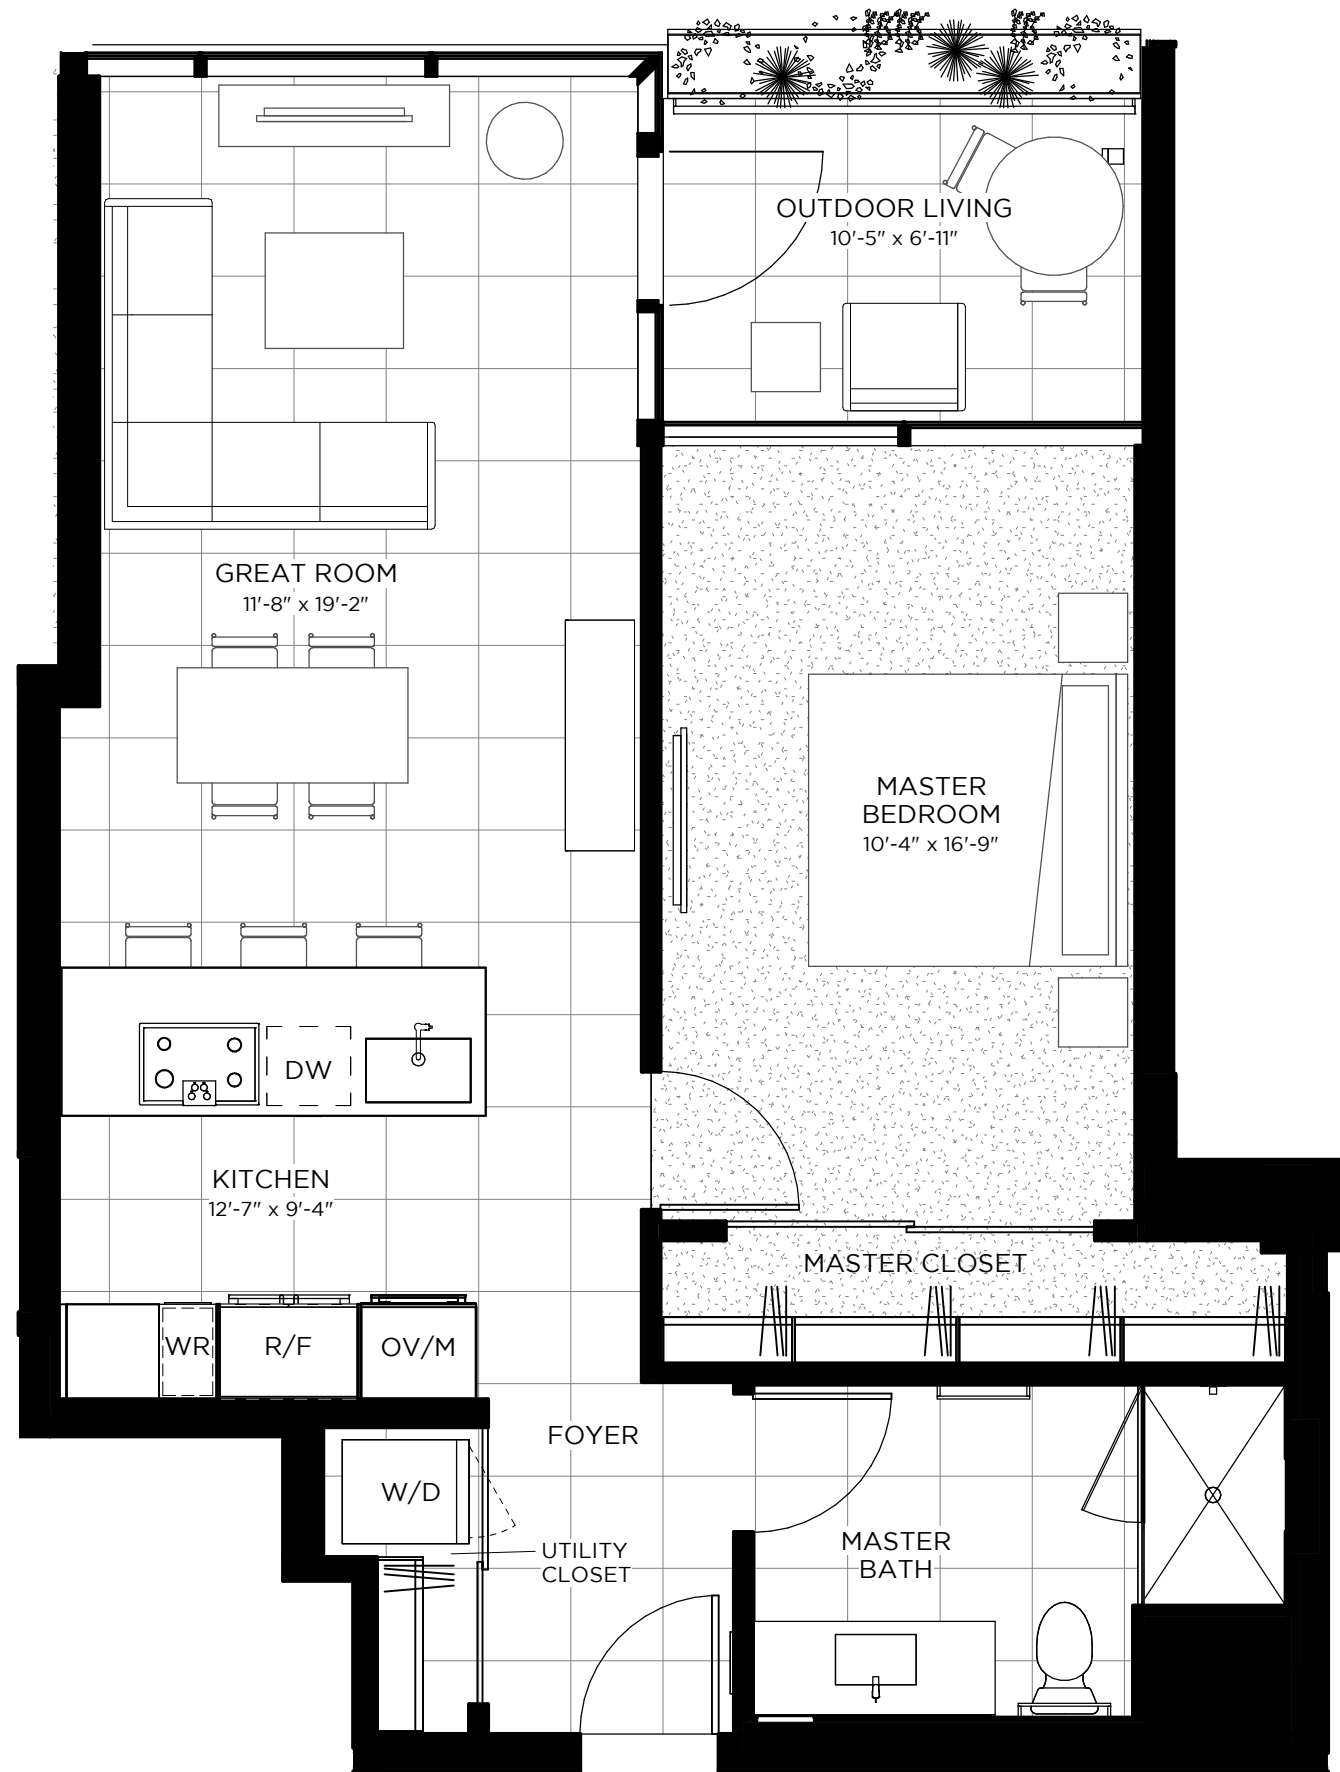 OUTDOOR LIVING
10'-5" x 6'-11"
GREAT ROOM
11'-8" x 19'-2"
MASTER
BEDROOM
10'-4" x 16'-9"
DW
KITCHEN
12'-7" x 9'-4"
MASTER CLOSET
WR
R/F
OV/M
FOYER
W/D
UTILITY
CLOSET
MASTER
BATH